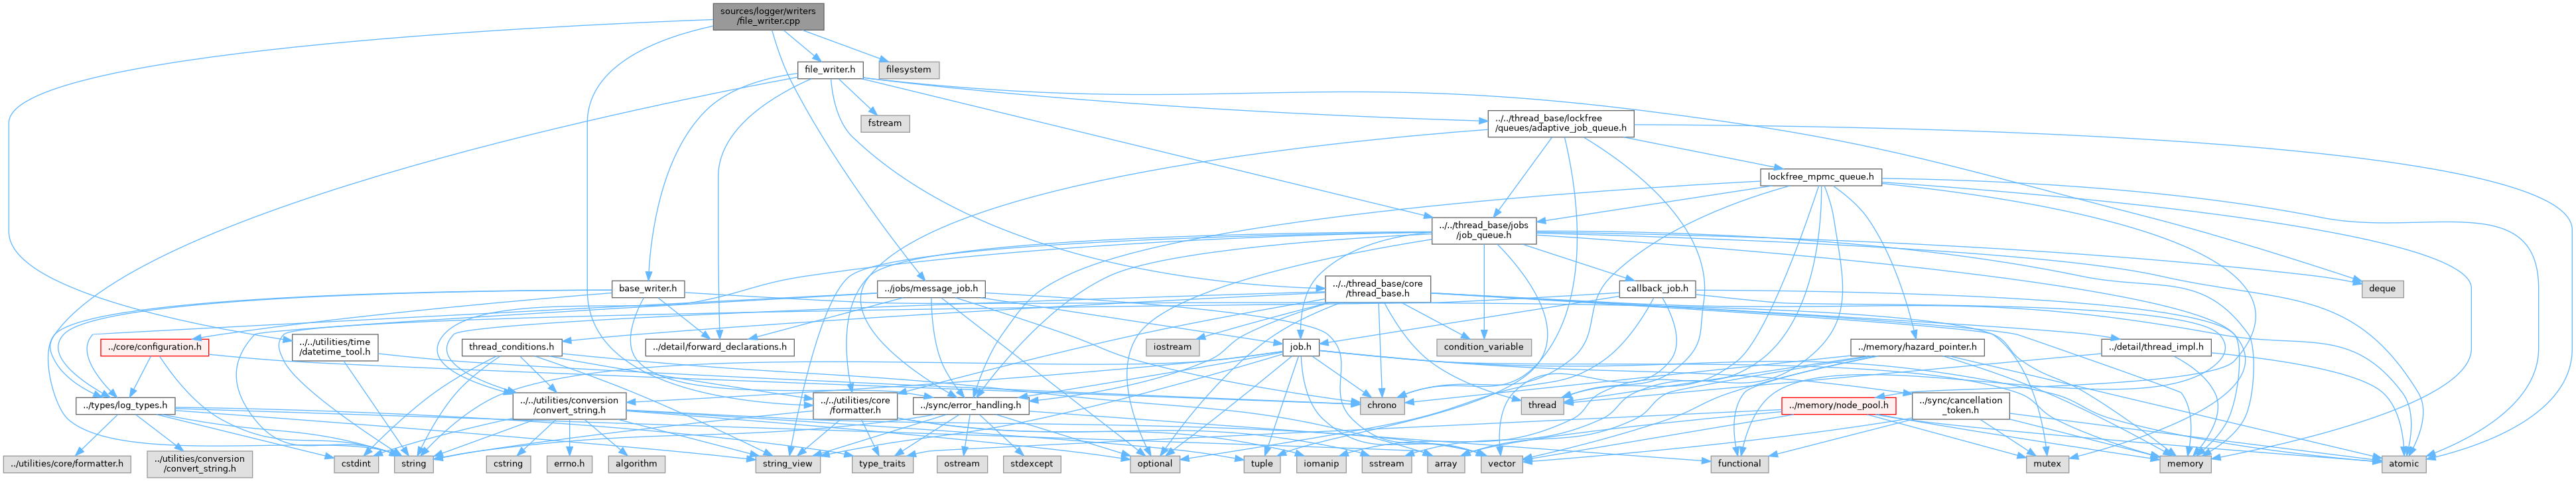 sources/logger/writers
/file_writer.cpp
file_writer.h
filesystem
fstream
../../thread_base/lockfree
/queues/adaptive_job_queue.h
lockfree_mpmc_queue.h
../../thread_base/jobs
/job_queue.h
base_writer.h
../jobs/message_job.h
../../thread_base/core
/thread_base.h
callback_job.h
deque
../core/configuration.h
../../utilities/time
/datetime_tool.h
thread_conditions.h
../detail/forward_declarations.h
iostream
condition_variable
job.h
../memory/hazard_pointer.h
../detail/thread_impl.h
../types/log_types.h
../../utilities/conversion
/convert_string.h
../../utilities/core
/formatter.h
../sync/error_handling.h
chrono
thread
../memory/node_pool.h
../sync/cancellation
_token.h
../utilities/core/formatter.h
../utilities/conversion
/convert_string.h
cstdint
string
cstring
errno.h
algorithm
string_view
type_traits
ostream
stdexcept
optional
tuple
iomanip
sstream
array
vector
functional
mutex
memory
atomic